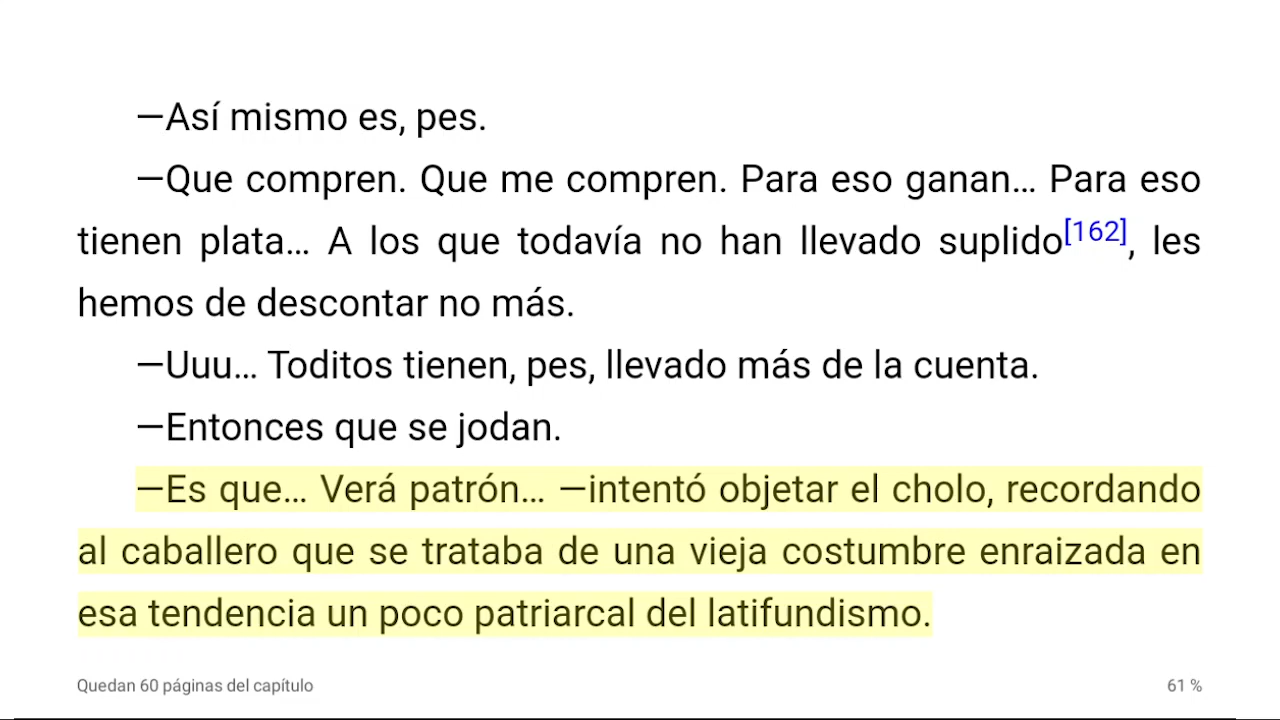 —Así mismo es, pes.
—Que compren. Que me compren. Para eso ganan... Para eso
tienen plata... A los que todavía no han llevado suplido[162], les
hemos de descontar no más.
—Uuu... Toditos tienen, pes, llevado más de la cuenta.
—Entonces que se jodan.
—Es que... Verá patrón... —intentó objetar el cholo, recordando
al caballero que se trataba de una vieja costumbre enraizada en
esa tendencia un poco patriarcal del latifundismo.
Quedan 60 páginas del capítulo
61 %